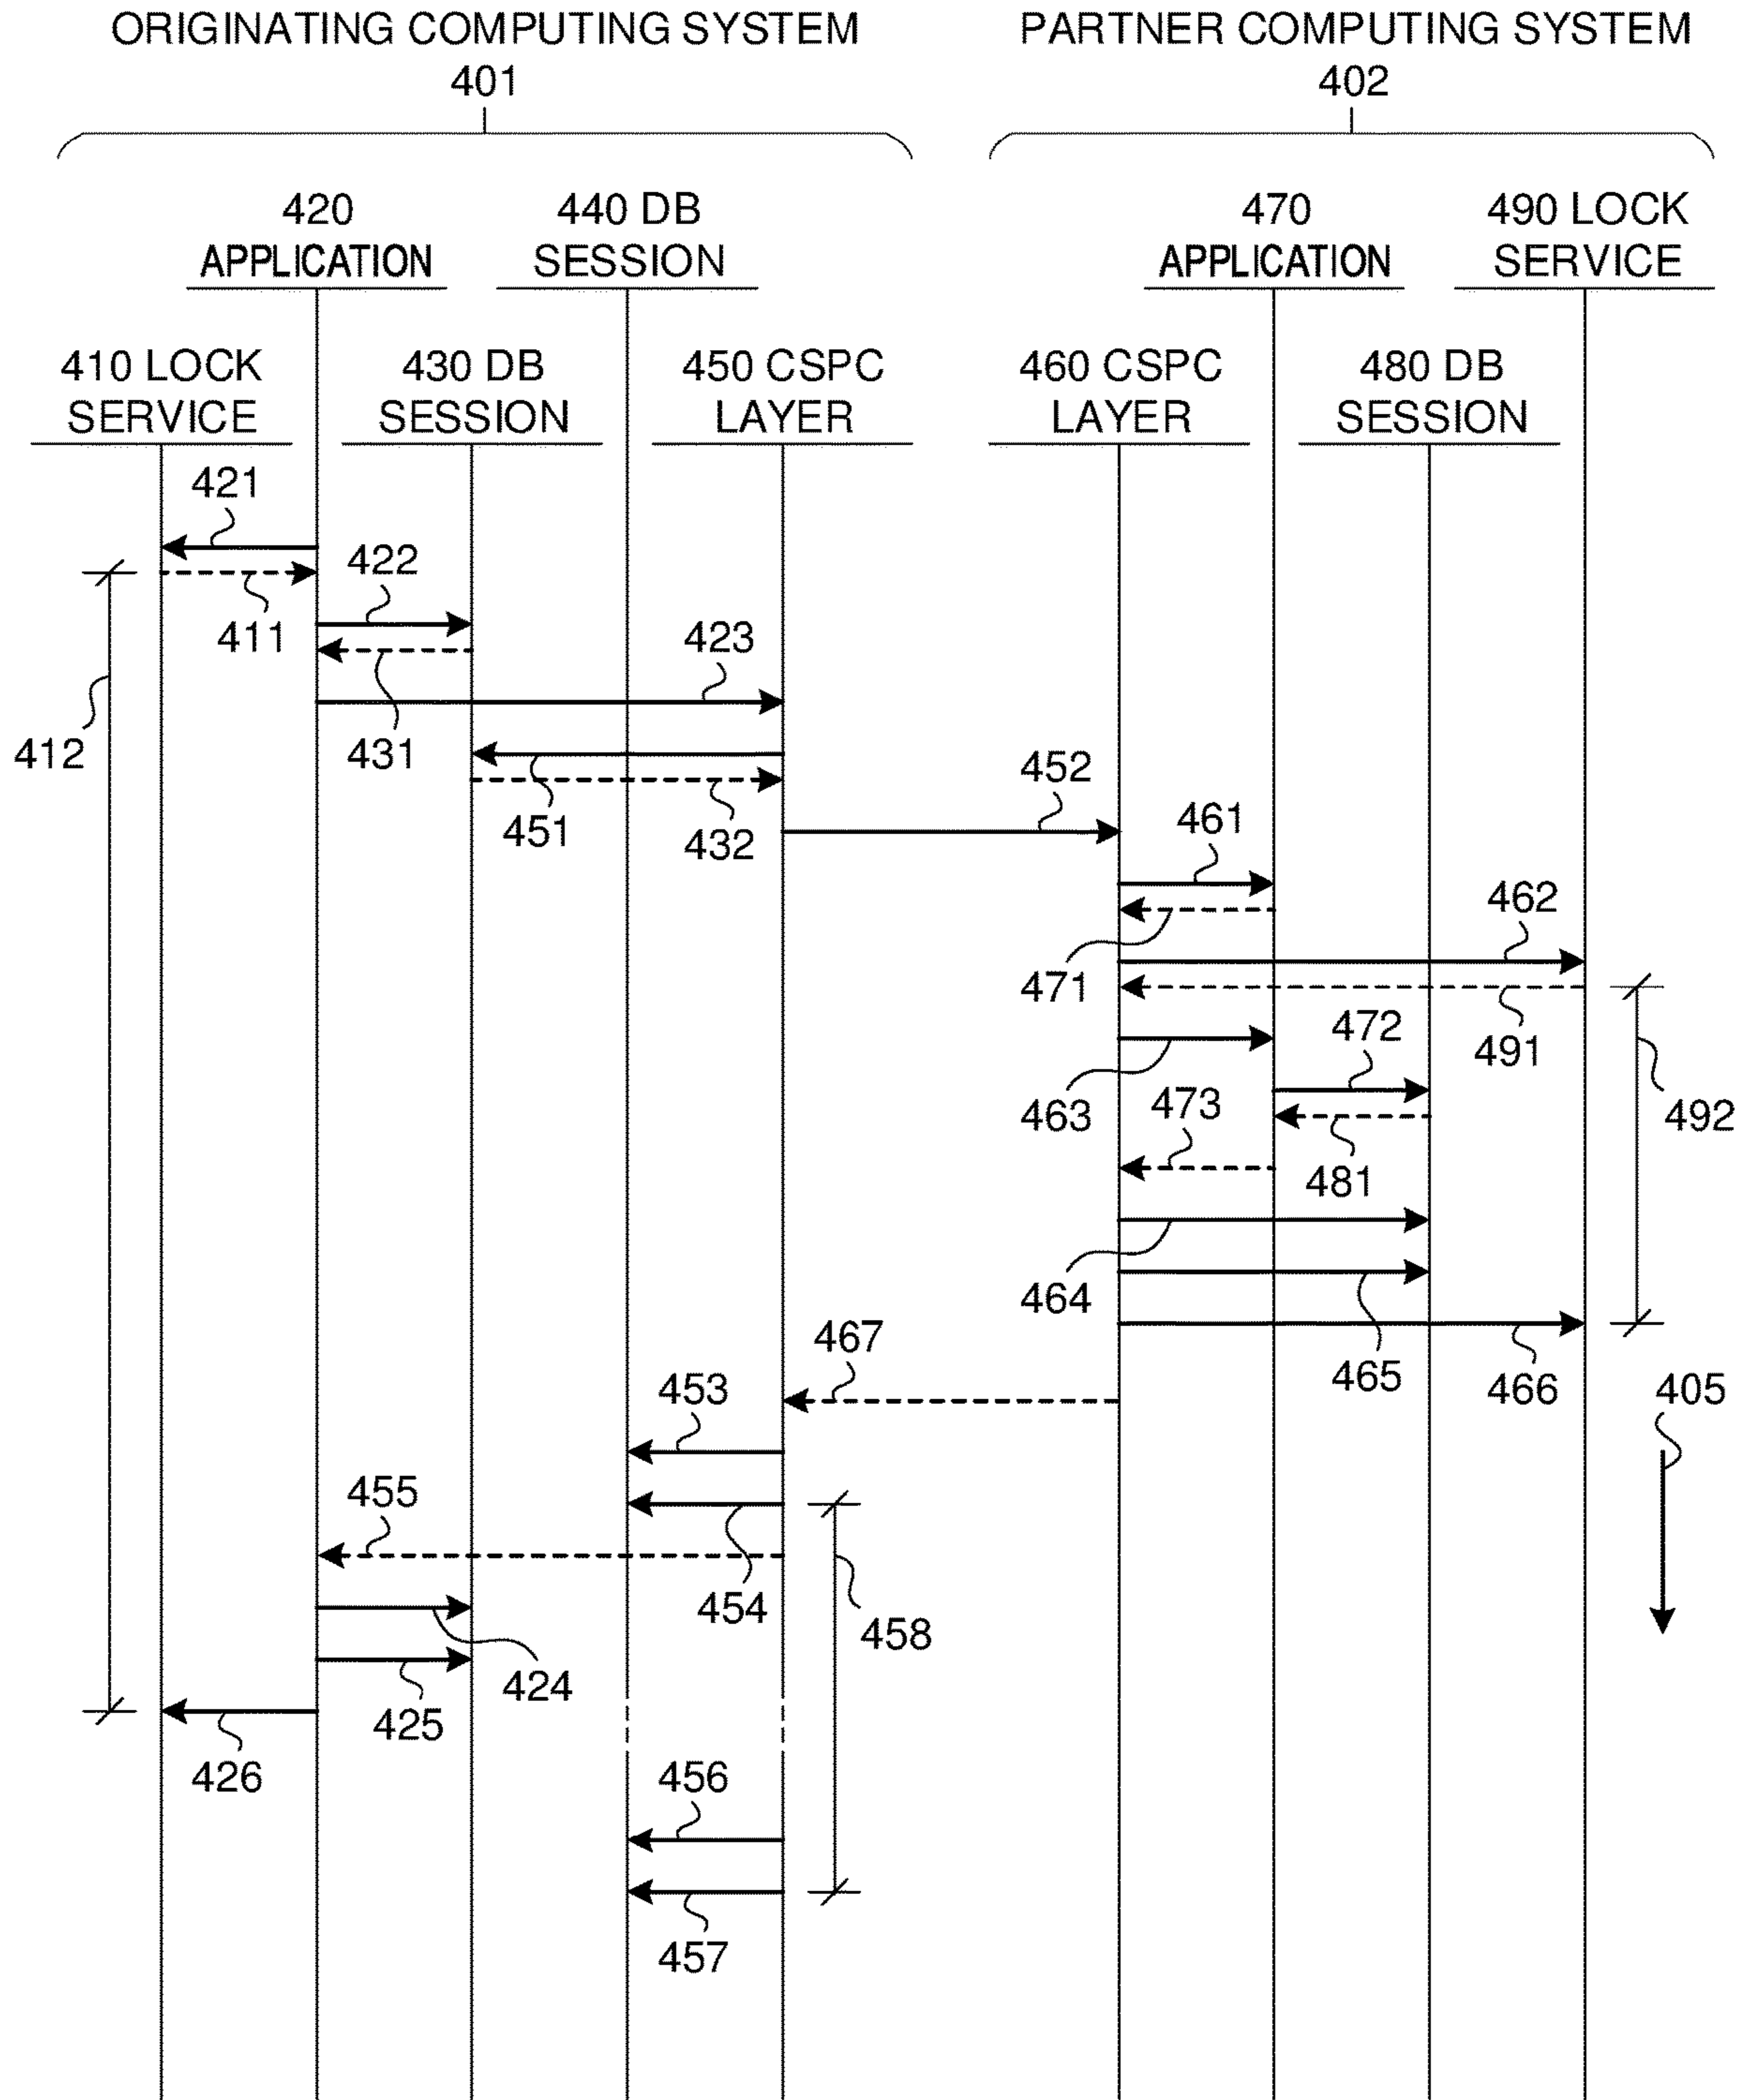 ORIGINATING COMPUTING SYSTEM
401
PARTNER COMPUTING SYSTEM
402
420
APPLICATION
440 DB
SESSION
470
APPLICATION
490 LOCK
SERVICE
410 LOCK
SERVICE
430 DB
SESSION
450 CSPC
LAYER
460 CSPC
LAYER
480 DB
SESSION
421
422
411
423
412
431
452
451
432
461
462
471
472
491
463
473
492
481
464
467
465
466
453
405
455
454
458
424
425
426
456
457